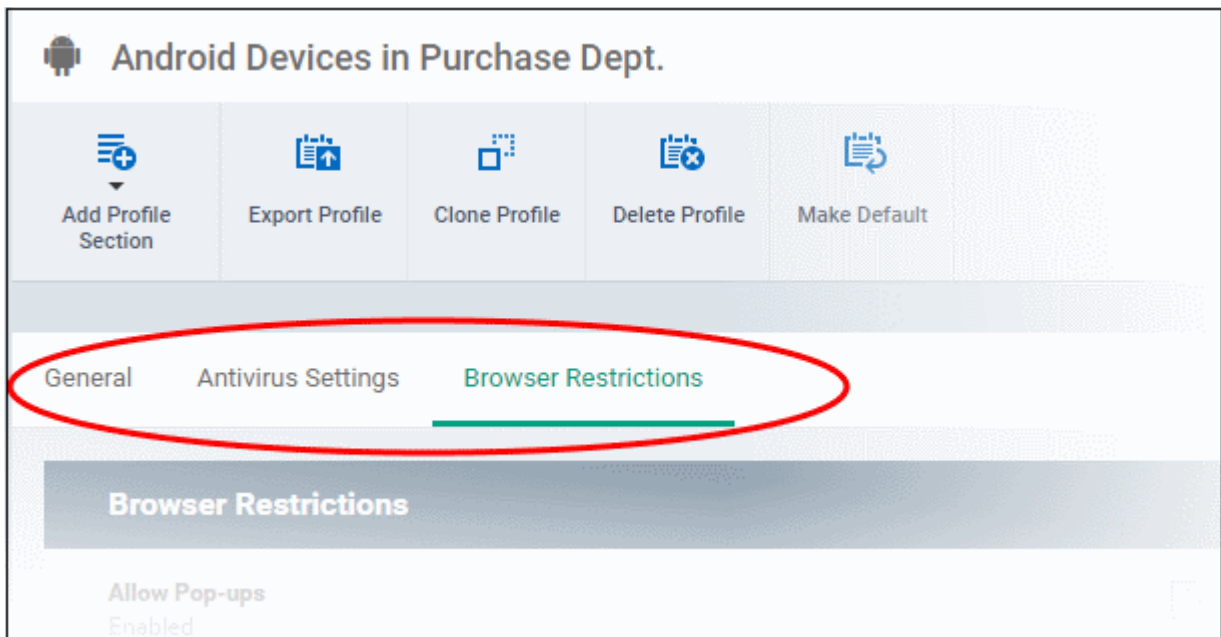 Android Devices in Purchase Dept.
Add Profile
Section
Export Profile
Clone Profile
Delete Profile
Make Default
General
Antivirus Settings
Browser Restrictions
Browser Restrictions
Allow Pop-ups
Enabled